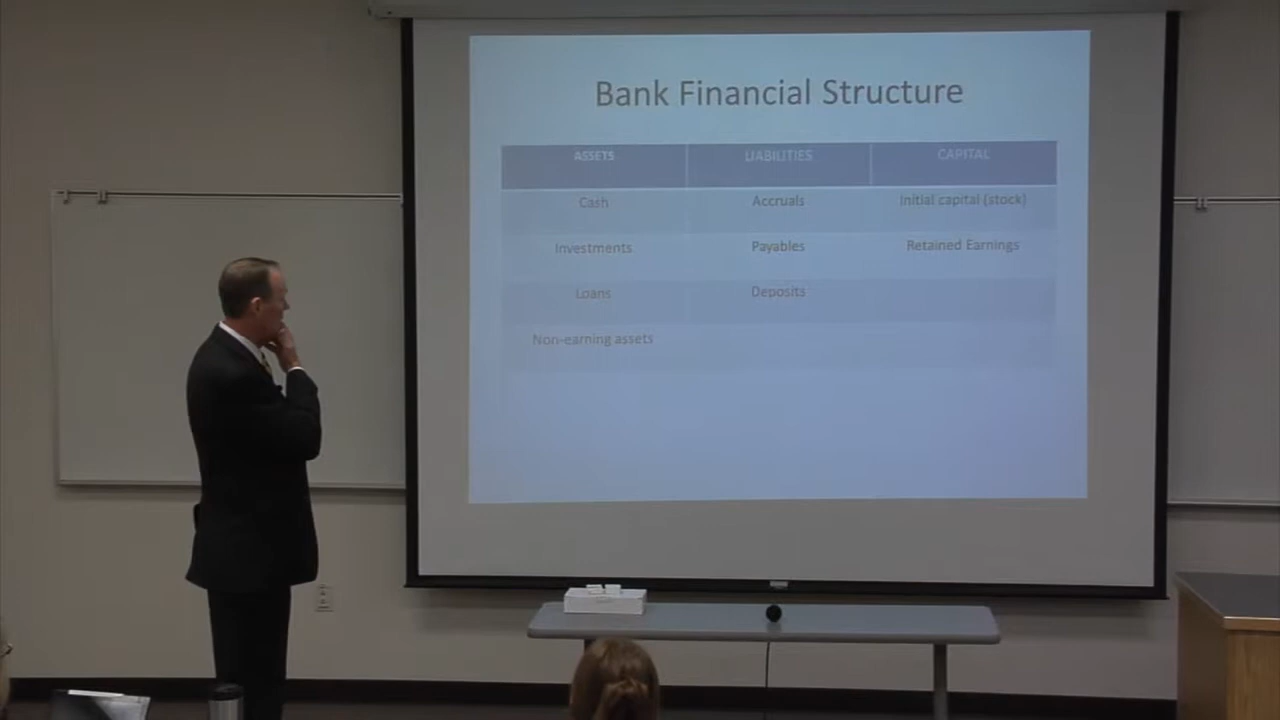 Bank Financial Structure
ASSETS LIABILITIES CAPITAL
Cash Accruals Initial capital (stock)
Investments Payables Retained Earnings
Loans Deposits
Non-earning assets